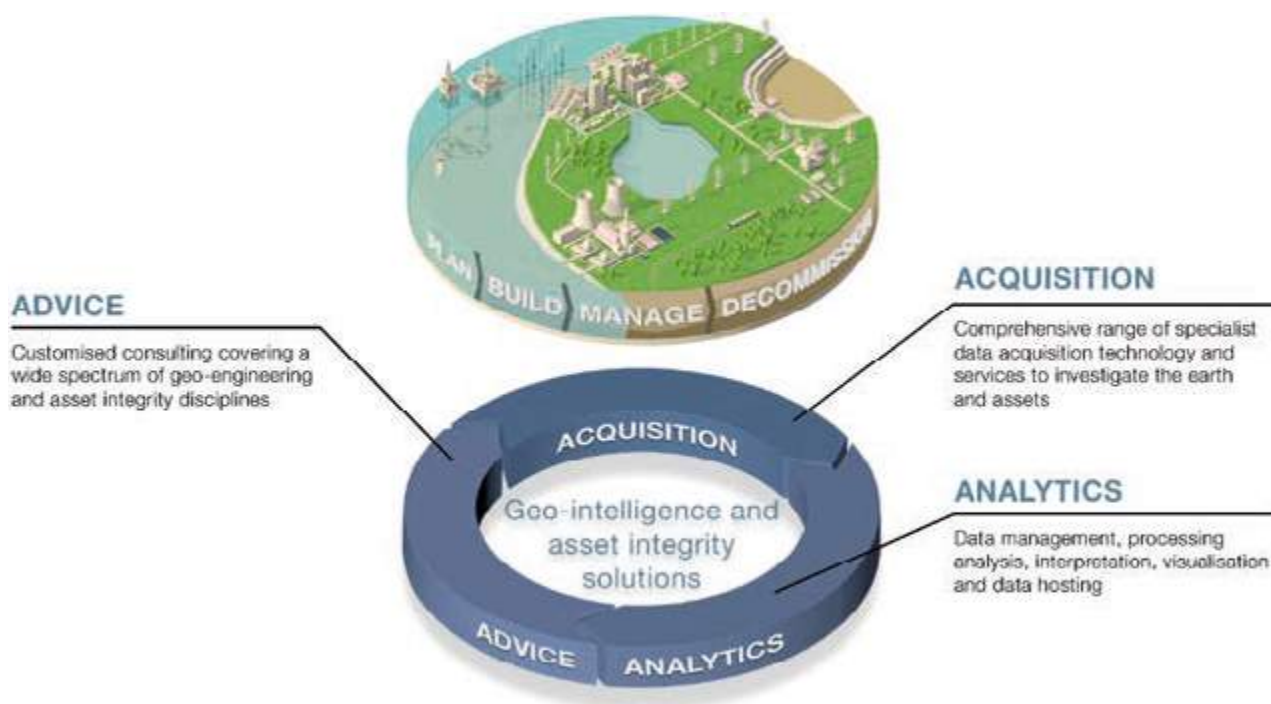 PLAN
BUILD
MANAGE
DECOMMISSION
ADVICE
Customised consulting covering a
wide spectrum of geo-engineering
and asset integrity disciplines
ACQUISITION
Comprehensive range of specialist
data acquisition technology and
services to investigate the earth
and assets
ACQUISITION
Geo-intelligence and
asset integrity
solutions
ANALYTICS
Data management, processing
analysis, interpretation, visualisation
and data hosting
ADVICE
ANALYTICS